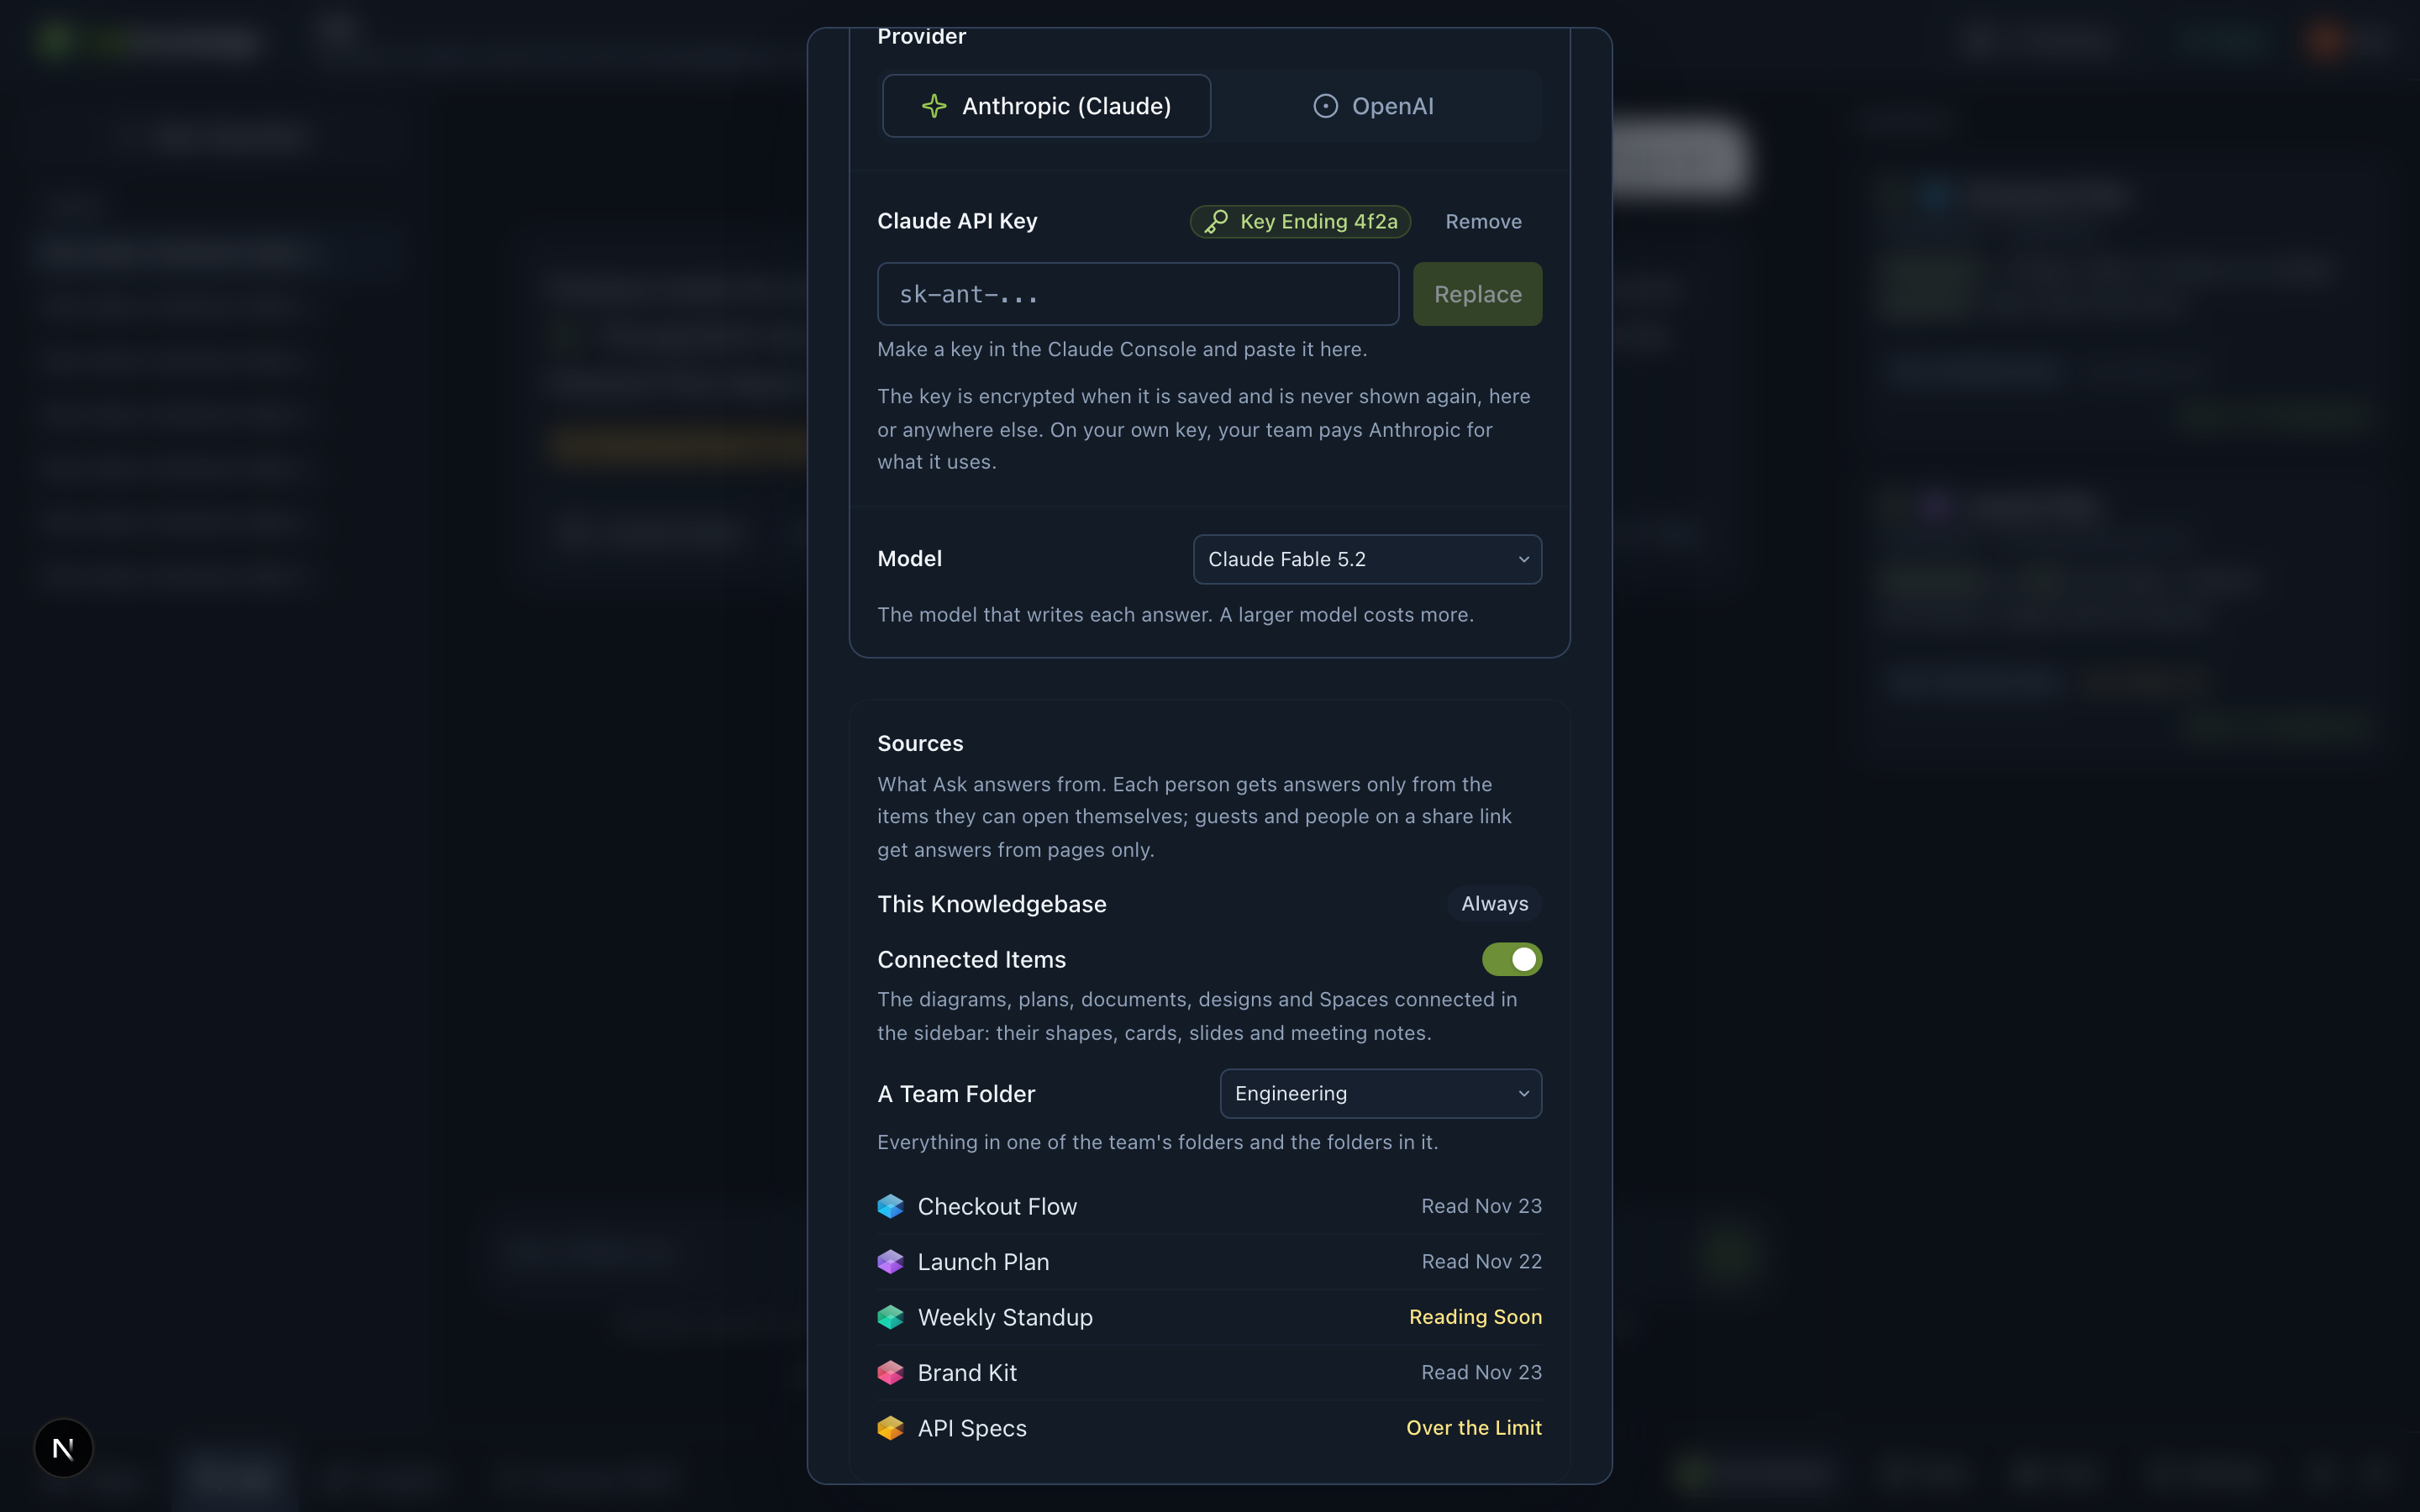 Provider
Anthropic (Claude)
OpenAI
Claude API Key
Key Ending 4f2a
Remove
sk-ant-...
Replace
Make a key in the Claude Console and paste it here.
The key is encrypted when it is saved and is never shown again, here
or anywhere else. On your own key, your team pays Anthropic for
what it uses.
Model
Claude Fable 5.2
The model that writes each answer. A larger model costs more.
Sources
What Ask answers from. Each person gets answers only from the
items they can open themselves; guests and people on a share link
get answers from pages only.
This Knowledgebase
Always
Connected Items
The diagrams, plans, documents, designs and Spaces connected in
the sidebar: their shapes, cards, slides and meeting notes.
A Team Folder
Engineering
Everything in one of the team's folders and the folders in it.
Checkout Flow
Read Nov 23
Launch Plan
Read Nov 22
Weekly Standup
Reading Soon
Brand Kit
Read Nov 23
API Specs
Over the Limit
N